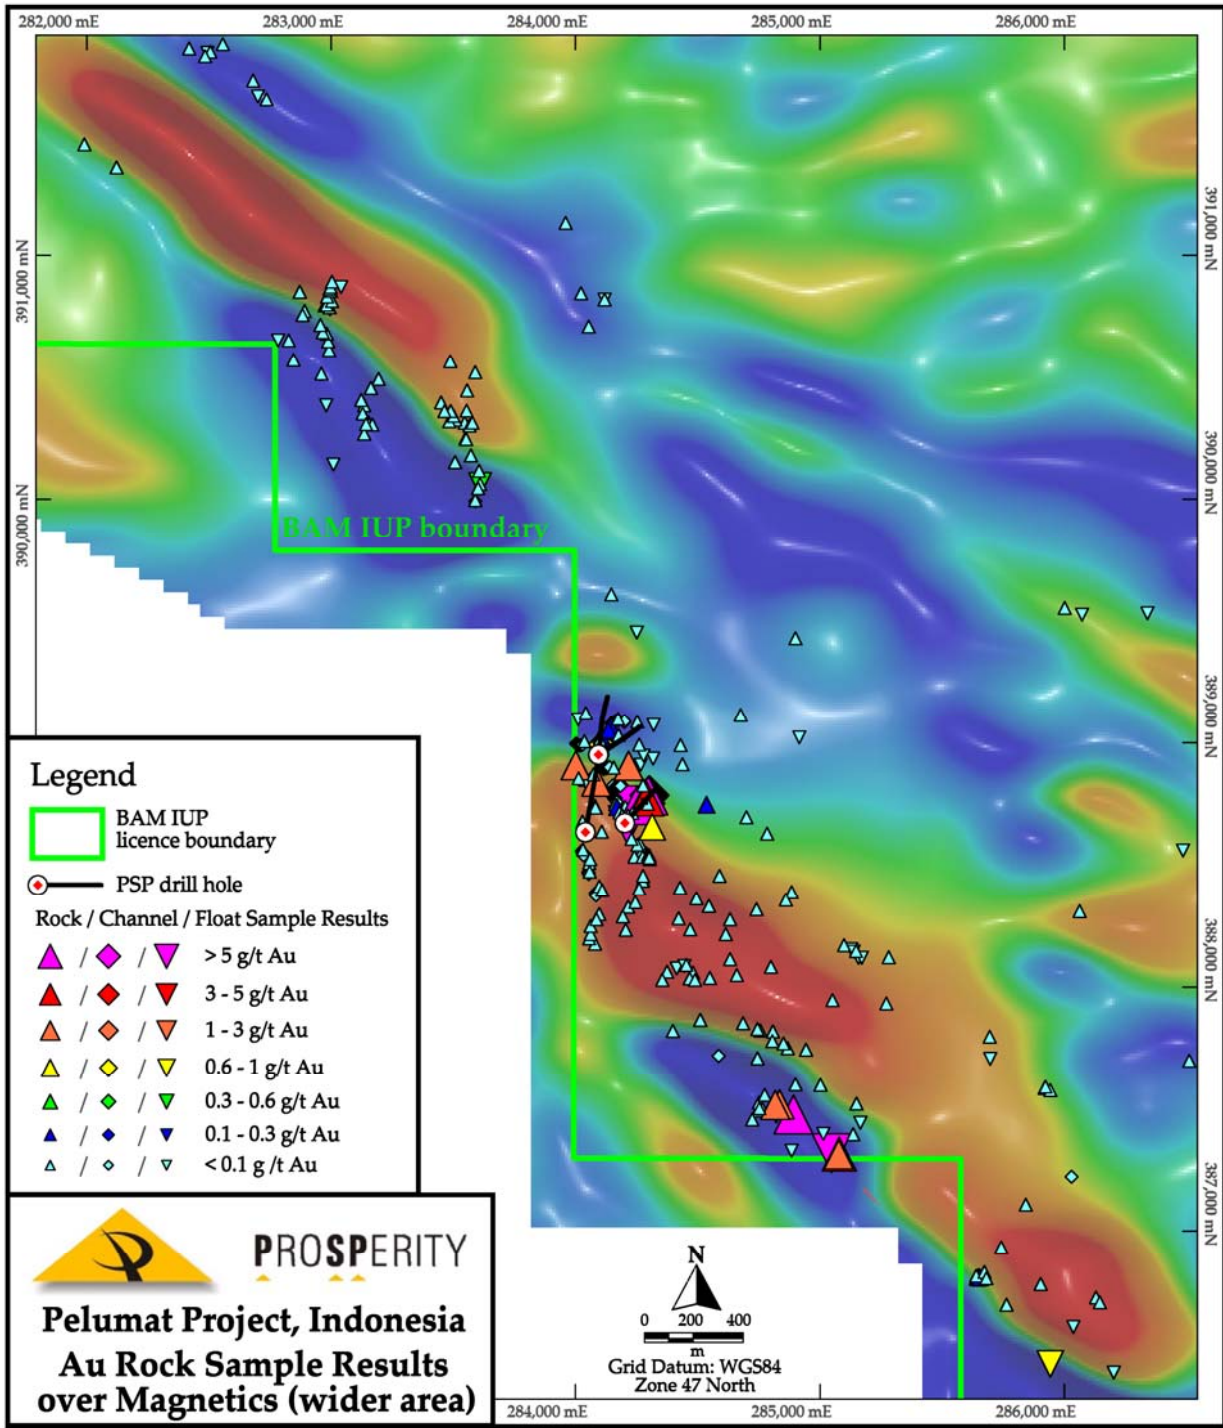 282,000 mE
283,000 mE
284,000 mE
285,000 mE
286,000 mE
391,000 mN
391,000 mN
390,000 mN
390,000 mN
BAM IUP boundary
389,000 mN
388,000 mN
387,000 mN
Legend
BAM IUP
licence boundary
PSP drill hole
Rock / Channel / Float Sample Results
/ / > 5 g/t Au
/ / 3 - 5 g/t Au
/ / 1 - 3 g/t Au
/ / 0.6 - 1 g/t Au
/ / 0.3 - 0.6 g/t Au
/ / 0.1 - 0.3 g/t Au
/ / < 0.1 g /t Au
PROSPERITY
Pelumat Project, Indonesia
Au Rock Sample Results
over Magnetics (wider area)
N
0 200 400
m
Grid Datum: WGS84
Zone 47 North
284,000 mE
285,000 mE
286,000 mE